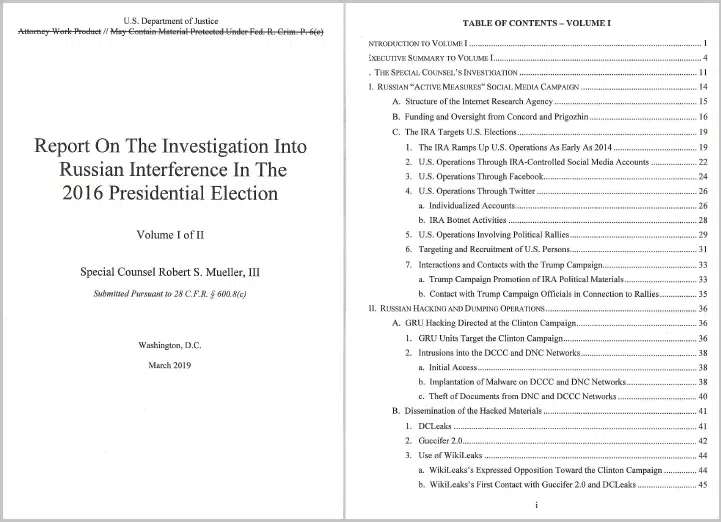 U.S. Department of Justice
Attorney Work Product // May Contain Material Protected Under Fed. R. Crim. P. 6(e)
Report On The Investigation Into
Russian Interference In The
2016 Presidential Election
Volume I of II
Special Counsel Robert S. Mueller, III
Submitted Pursuant to 28 C.F.R. § 600.8(c)
Washington, D.C.
March 2019
TABLE OF CONTENTS – VOLUME I
NTRODUCTION TO VOLUME I 1
EXECUTIVE SUMMARY TO VOLUME I 4
. THE SPECIAL COUNSEL'S INVESTIGATION 11
I. RUSSIAN "ACTIVE MEASURES" SOCIAL MEDIA CAMPAIGN 14
A. Structure of the Internet Research Agency 15
B. Funding and Oversight from Concord and Prigozhin 16
C. The IRA Targets U.S. Elections 19
1. The IRA Ramps Up U.S. Operations As Early As 2014 19
2. U.S. Operations Through IRA-Controlled Social Media Accounts 22
3. U.S. Operations Through Facebook 24
4. U.S. Operations Through Twitter 26
a. Individualized Accounts 26
b. IRA Botnet Activities 28
5. U.S. Operations Involving Political Rallies 29
6. Targeting and Recruitment of U.S. Persons 31
7. Interactions and Contacts with the Trump Campaign 33
a. Trump Campaign Promotion of IRA Political Materials 33
b. Contact with Trump Campaign Officials in Connection to Rallies 35
II. RUSSIAN HACKING AND DUMPING OPERATIONS 36
A. GRU Hacking Directed at the Clinton Campaign 36
1. GRU Units Target the Clinton Campaign 36
2. Intrusions into the DCCC and DNC Networks 38
a. Initial Access 38
b. Implantation of Malware on DCCC and DNC Networks 38
c. Theft of Documents from DNC and DCCC Networks 40
B. Dissemination of the Hacked Materials 41
1. DCLeaks 41
2. Guccifer 2.0 42
3. Use of WikiLeaks 44
a. WikiLeaks's Expressed Opposition Toward the Clinton Campaign 44
b. WikiLeaks's First Contact with Guccifer 2.0 and DCLeaks 45
i